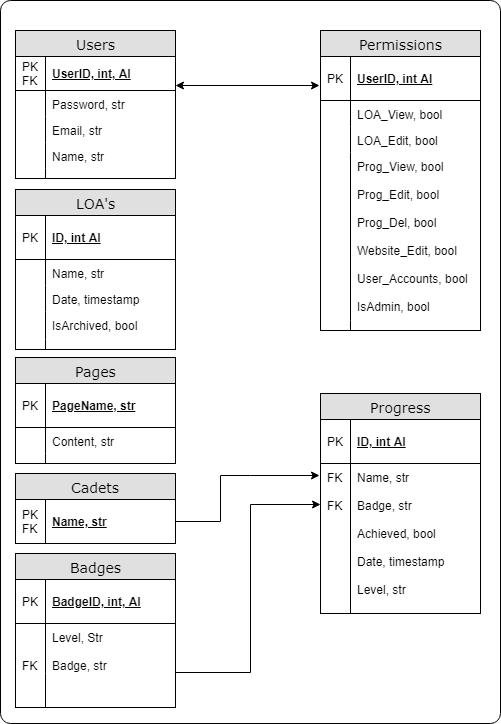 Users
PK
FK
UserID, int, AI
Password, str
Email, str
Name, str
LOA's
PK
ID, int AI
Name, str
Date, timestamp
IsArchived, bool
Pages
PK
PageName, str
Content, str
Cadets
PK
FK
Name, str
Badges
PK
BadgeID, int, AI
Level, Str
FK
Badge, str
Permissions
PK
UserID, int AI
LOA_View, bool
LOA_Edit, bool
Prog_View, bool
Prog_Edit, bool
Prog_Del, bool
Website_Edit, bool
User_Accounts, bool
IsAdmin, bool
Progress
PK
ID, int AI
FK
Name, str
FK
Badge, str
Achieved, bool
Date, timestamp
Level, str